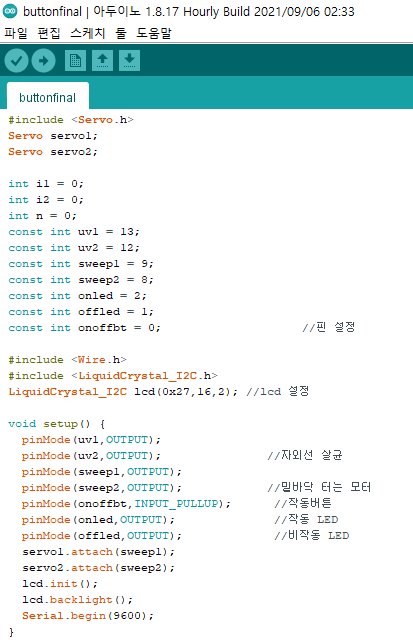 buttonfinal | 아두이노 1.8.17 Hourly Build 2021/09/06 02:33
파일 편집 스케치 툴 도움말
buttonfinal
#include <Servo.h>
Servo servo1;
Servo servo2;
int i1 = 0;
int i2 = 0;
int n = 0;
const int uv1 = 13;
const int uv2 = 12;
const int sweep1 = 9;
const int sweep2 = 8;
const int onled = 2;
const int offled = 1;
const int onoffbt = 0; //핀 설정
#include <Wire.h>
#include <LiquidCrystal_I2C.h>
LiquidCrystal_I2C lcd(0x27,16,2); //lcd 설정
void setup() {
pinMode(uv1,OUTPUT);
pinMode(uv2,OUTPUT); //자외선 살균
pinMode(sweep1,OUTPUT);
pinMode(sweep2,OUTPUT); //밑바닥 터는 모터
pinMode(onoffbt,INPUT_PULLUP); //작동버튼
pinMode(onled,OUTPUT); //작동 LED
pinMode(offled,OUTPUT); //비작동 LED
servo1.attach(sweep1);
servo2.attach(sweep2);
lcd.init();
lcd.backlight();
Serial.begin(9600);
}